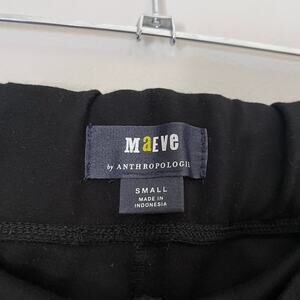 MaEVe
by ANTHROPOLOGIE
SMALL
MADE IN
INDONESIA